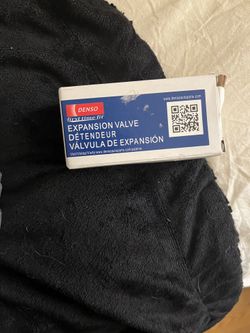 www.densoautoparts.com
DENSO
first time fit
EXPANSION VALVE
DÉTENDEUR
VÁLVULA DE EXPANSIÓN